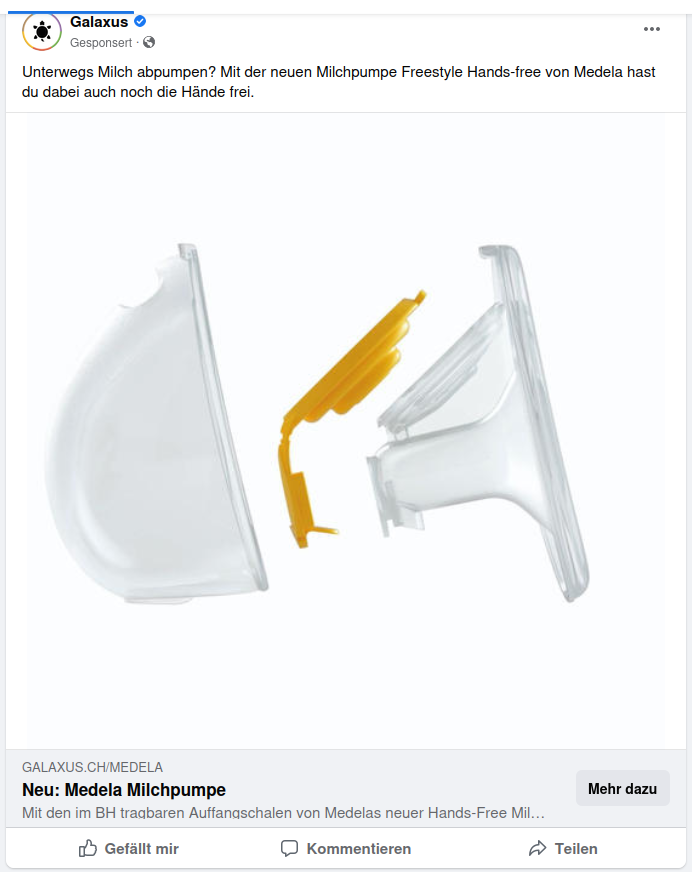 Galaxus
Gesponsert ·
Unterwegs Milch abpumpen? Mit der neuen Milchpumpe Freestyle Hands-free von Medela hast
du dabei auch noch die Hände frei.
GALAXUS.CH/MEDELA
Neu: Medela Milchpumpe
Mehr dazu
Mit den im BH tragbaren Auffangschalen von Medelas neuer Hands-Free Mil…
Gefällt mir
Kommentieren
Teilen